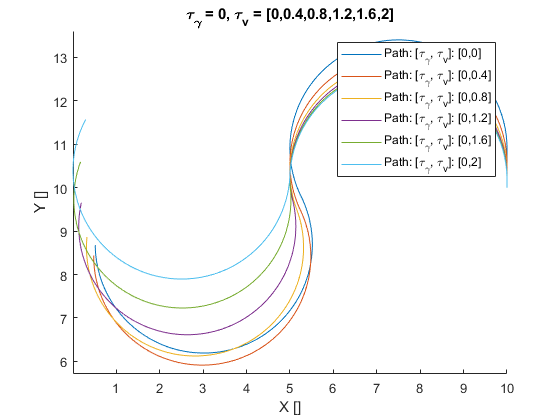 τγ = 0, τv = [0,0.4,0.8,1.2,1.6,2]
Path: [τγ, τv]: [0,0]
Path: [τγ, τv]: [0,0.4]
Path: [τγ, τv]: [0,0.8]
Path: [τγ, τv]: [0,1.2]
Path: [τγ, τv]: [0,1.6]
Path: [τγ, τv]: [0,2]
Y []
13
12
11
10
9
8
7
6
1 2 3 4 5 6 7 8 9 10
X []